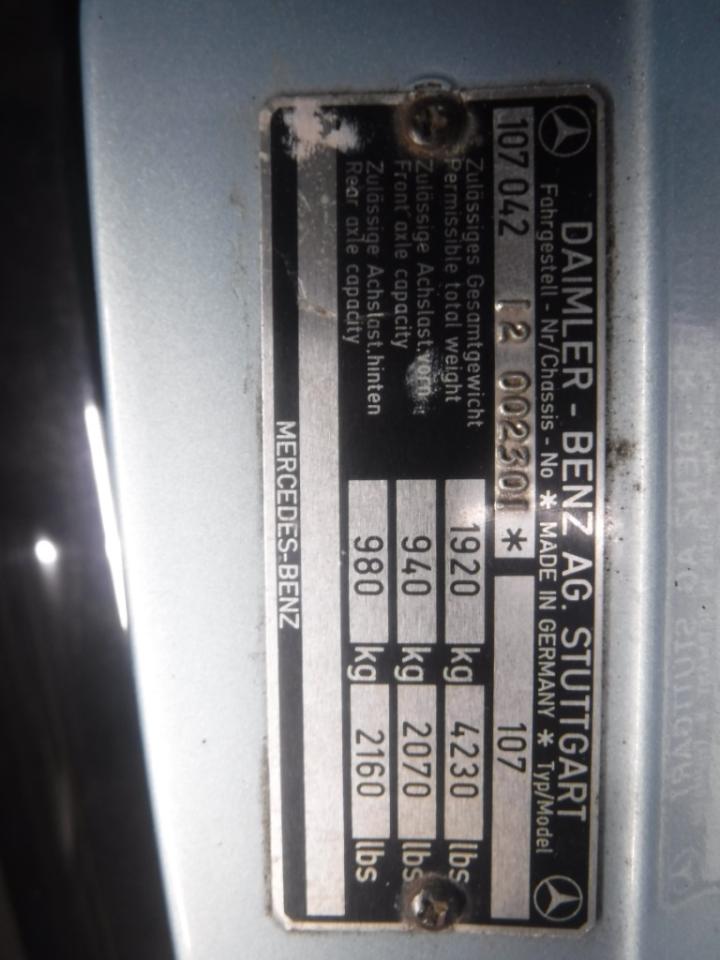 DAIMLER - BENZ AG. STUTTGART
Fahrgestell - Nr/Chassis - No * MADE IN GERMANY * Typ/Model
107 042 12 002301 * 107
Zulässiges Gesamtgewicht
Permissible total weight 1920 kg 4230 lbs
Zulässige Achslast,vorn
Front axle capacity 940 kg 2070 lbs
Zulässige Achslast,hinten
Rear axle capacity 980 kg 2160 lbs
MERCEDES-BENZ